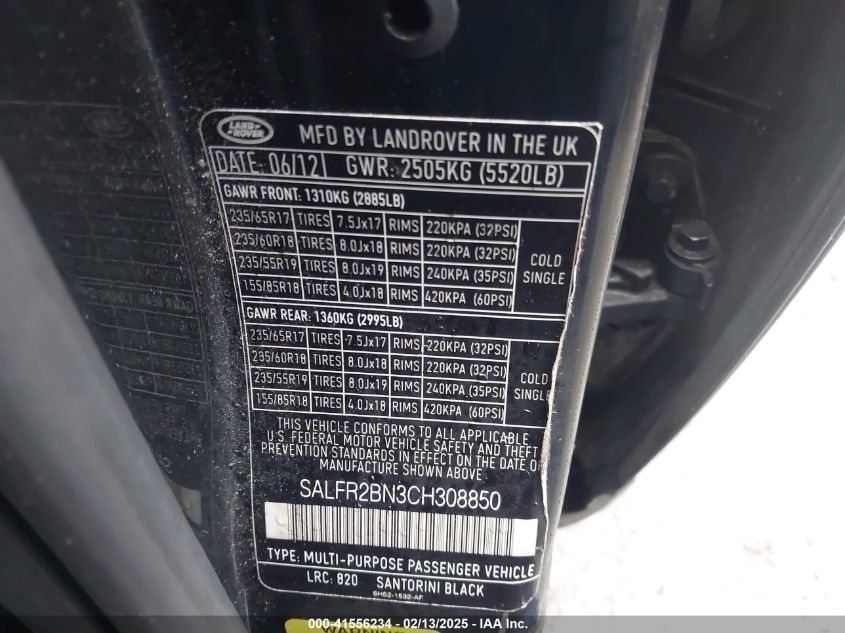 LAND ROVER
MFD BY LANDROVER IN THE UK
DATE: 06/12 GWR: 2505KG (5520LB)
GAWR FRONT: 1310KG (2885LB)
235/65R17 TIRES 7.5Jx17 RIMS 220KPA (32PSI)
235/60R18 TIRES 8.0Jx18 RIMS 220KPA (32PSI)
235/55R19 TIRES 8.0Jx19 RIMS 240KPA (35PSI)
155/85R18 TIRES 4.0Jx18 RIMS 420KPA (60PSI)
COLD
SINGLE
GAWR REAR: 1360KG (2995LB)
235/65R17 TIRES 7.5Jx17 RIMS 220KPA (32PSI)
235/60R18 TIRES 8.0Jx18 RIMS 220KPA (32PSI)
235/55R19 TIRES 8.0Jx19 RIMS 240KPA (35PSI)
155/85R18 TIRES 4.0Jx18 RIMS 420KPA (60PSI)
COLD
SINGLE
THIS VEHICLE CONFORMS TO ALL APPLICABLE
U.S. FEDERAL MOTOR VEHICLE SAFETY AND THEFT
PREVENTION STANDARDS IN EFFECT ON THE DATE OF
MANUFACTURE SHOWN ABOVE.
SALFR2BN3CH308850
TYPE: MULTI-PURPOSE PASSENGER VEHICLE
LRC: 820 SANTORINI BLACK
WARNING
000-41556234 - 02/13/2025 - IAA Inc.